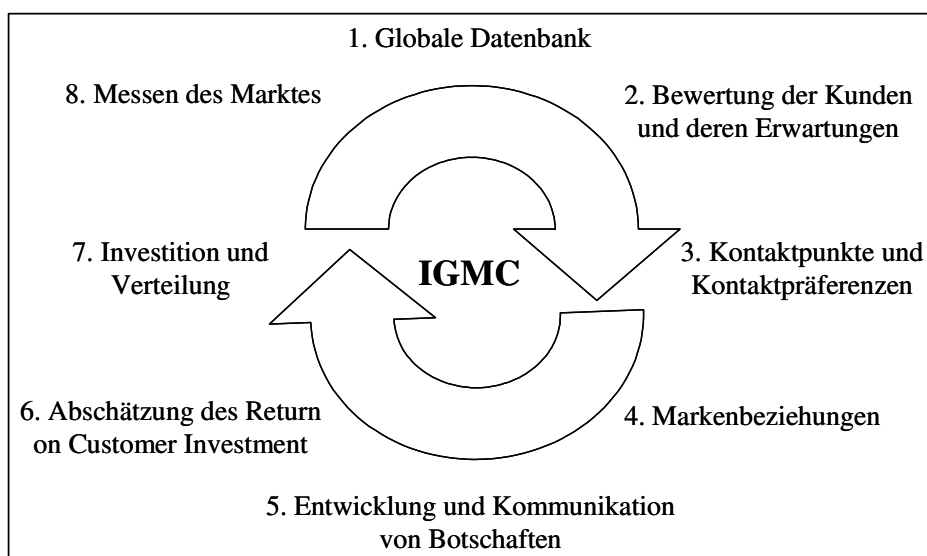 1. Globale Datenbank
2. Bewertung der Kunden
und deren Erwartungen
3. Kontaktpunkte und
Kontaktpräferenzen
4. Markenbeziehungen
5. Entwicklung und Kommunikation
von Botschaften
6. Abschätzung des Return
on Customer Investment
7. Investition und
Verteilung
8. Messen des Marktes
IGMC